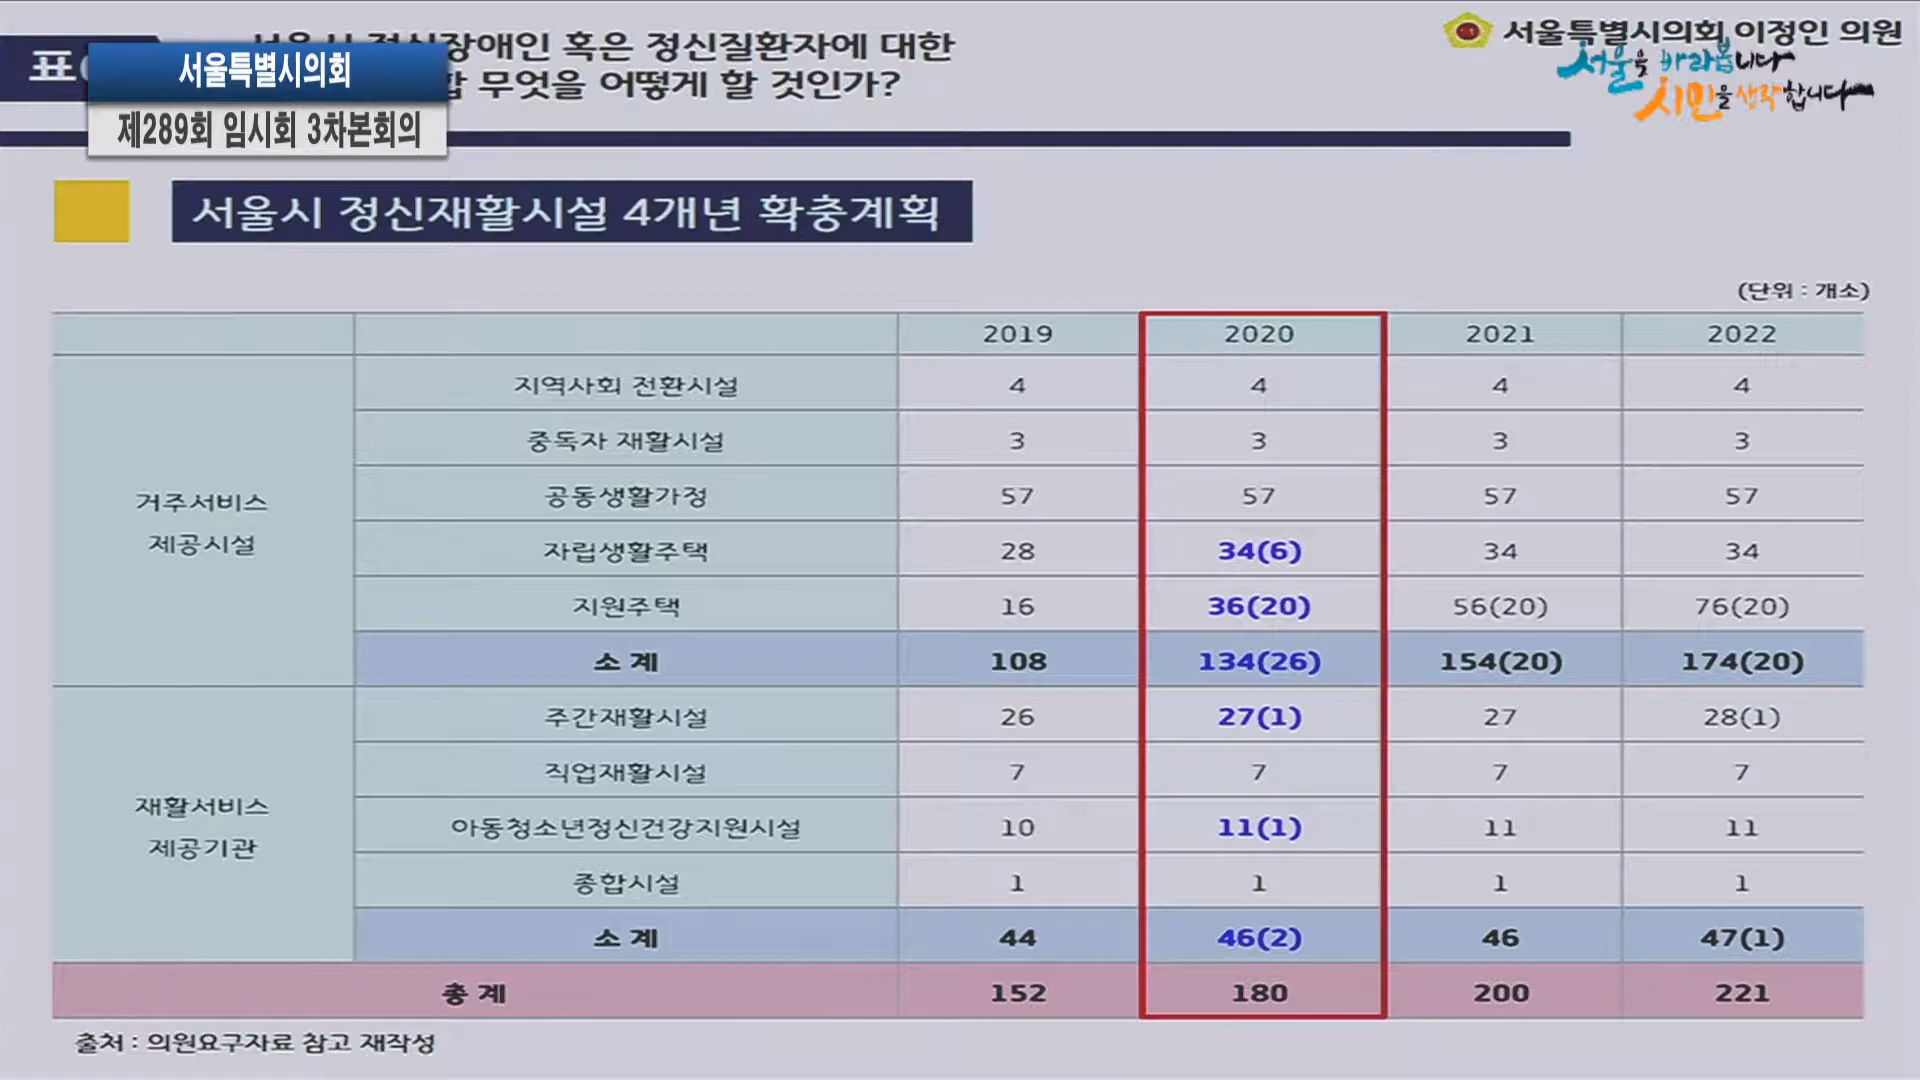 서울특별시의회
제289회 임시회 3차본회의
장애인 혹은 정신질환자에 대한
무엇을 어떻게 할 것인가?
서울특별시의회 이정인 의원
서울을 바라봅니다
시민을 생각합니다
서울시 정신재활시설 4개년 확충계획
(단위 : 개소)
2019 2020 2021 2022
거주서비스
제공시설
지역사회 전환시설 4 4 4 4
중독자 재활시설 3 3 3 3
공동생활가정 57 57 57 57
자립생활주택 28 34(6) 34 34
지원주택 16 36(20) 56(20) 76(20)
소 계 108 134(26) 154(20) 174(20)
재활서비스
제공기관
주간재활시설 26 27(1) 27 28(1)
직업재활시설 7 7 7 7
아동청소년정신건강지원시설 10 11(1) 11 11
종합시설 1 1 1 1
소 계 44 46(2) 46 47(1)
총 계 152 180 200 221
출처 : 의원요구자료 참고 재작성